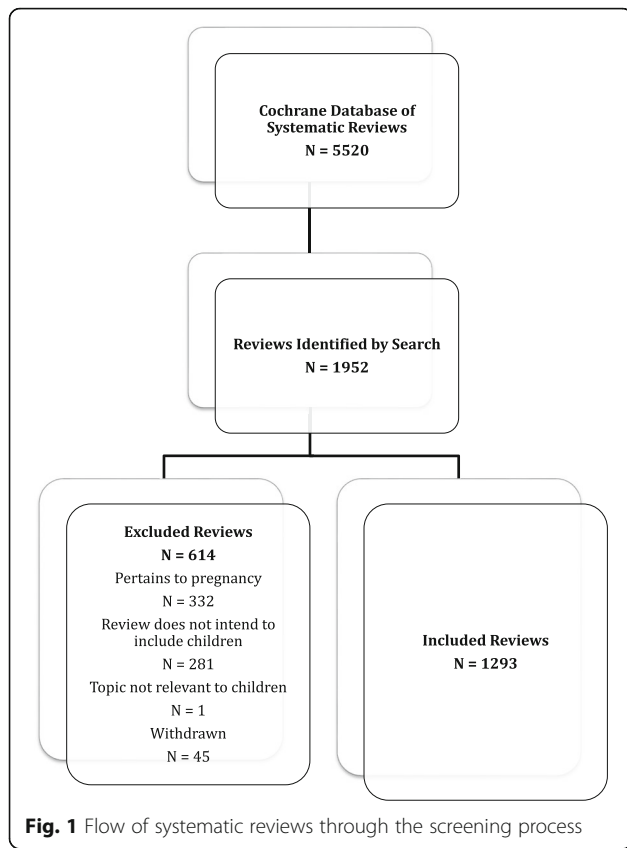 Cochrane Database of
Systematic Reviews
N = 5520
Reviews Identified by Search
N = 1952
Excluded Reviews
N = 614
Pertains to pregnancy
N = 332
Review does not intend to
include children
N = 281
Topic not relevant to children
N = 1
Withdrawn
N = 45
Included Reviews
N = 1293
Fig. 1 Flow of systematic reviews through the screening process